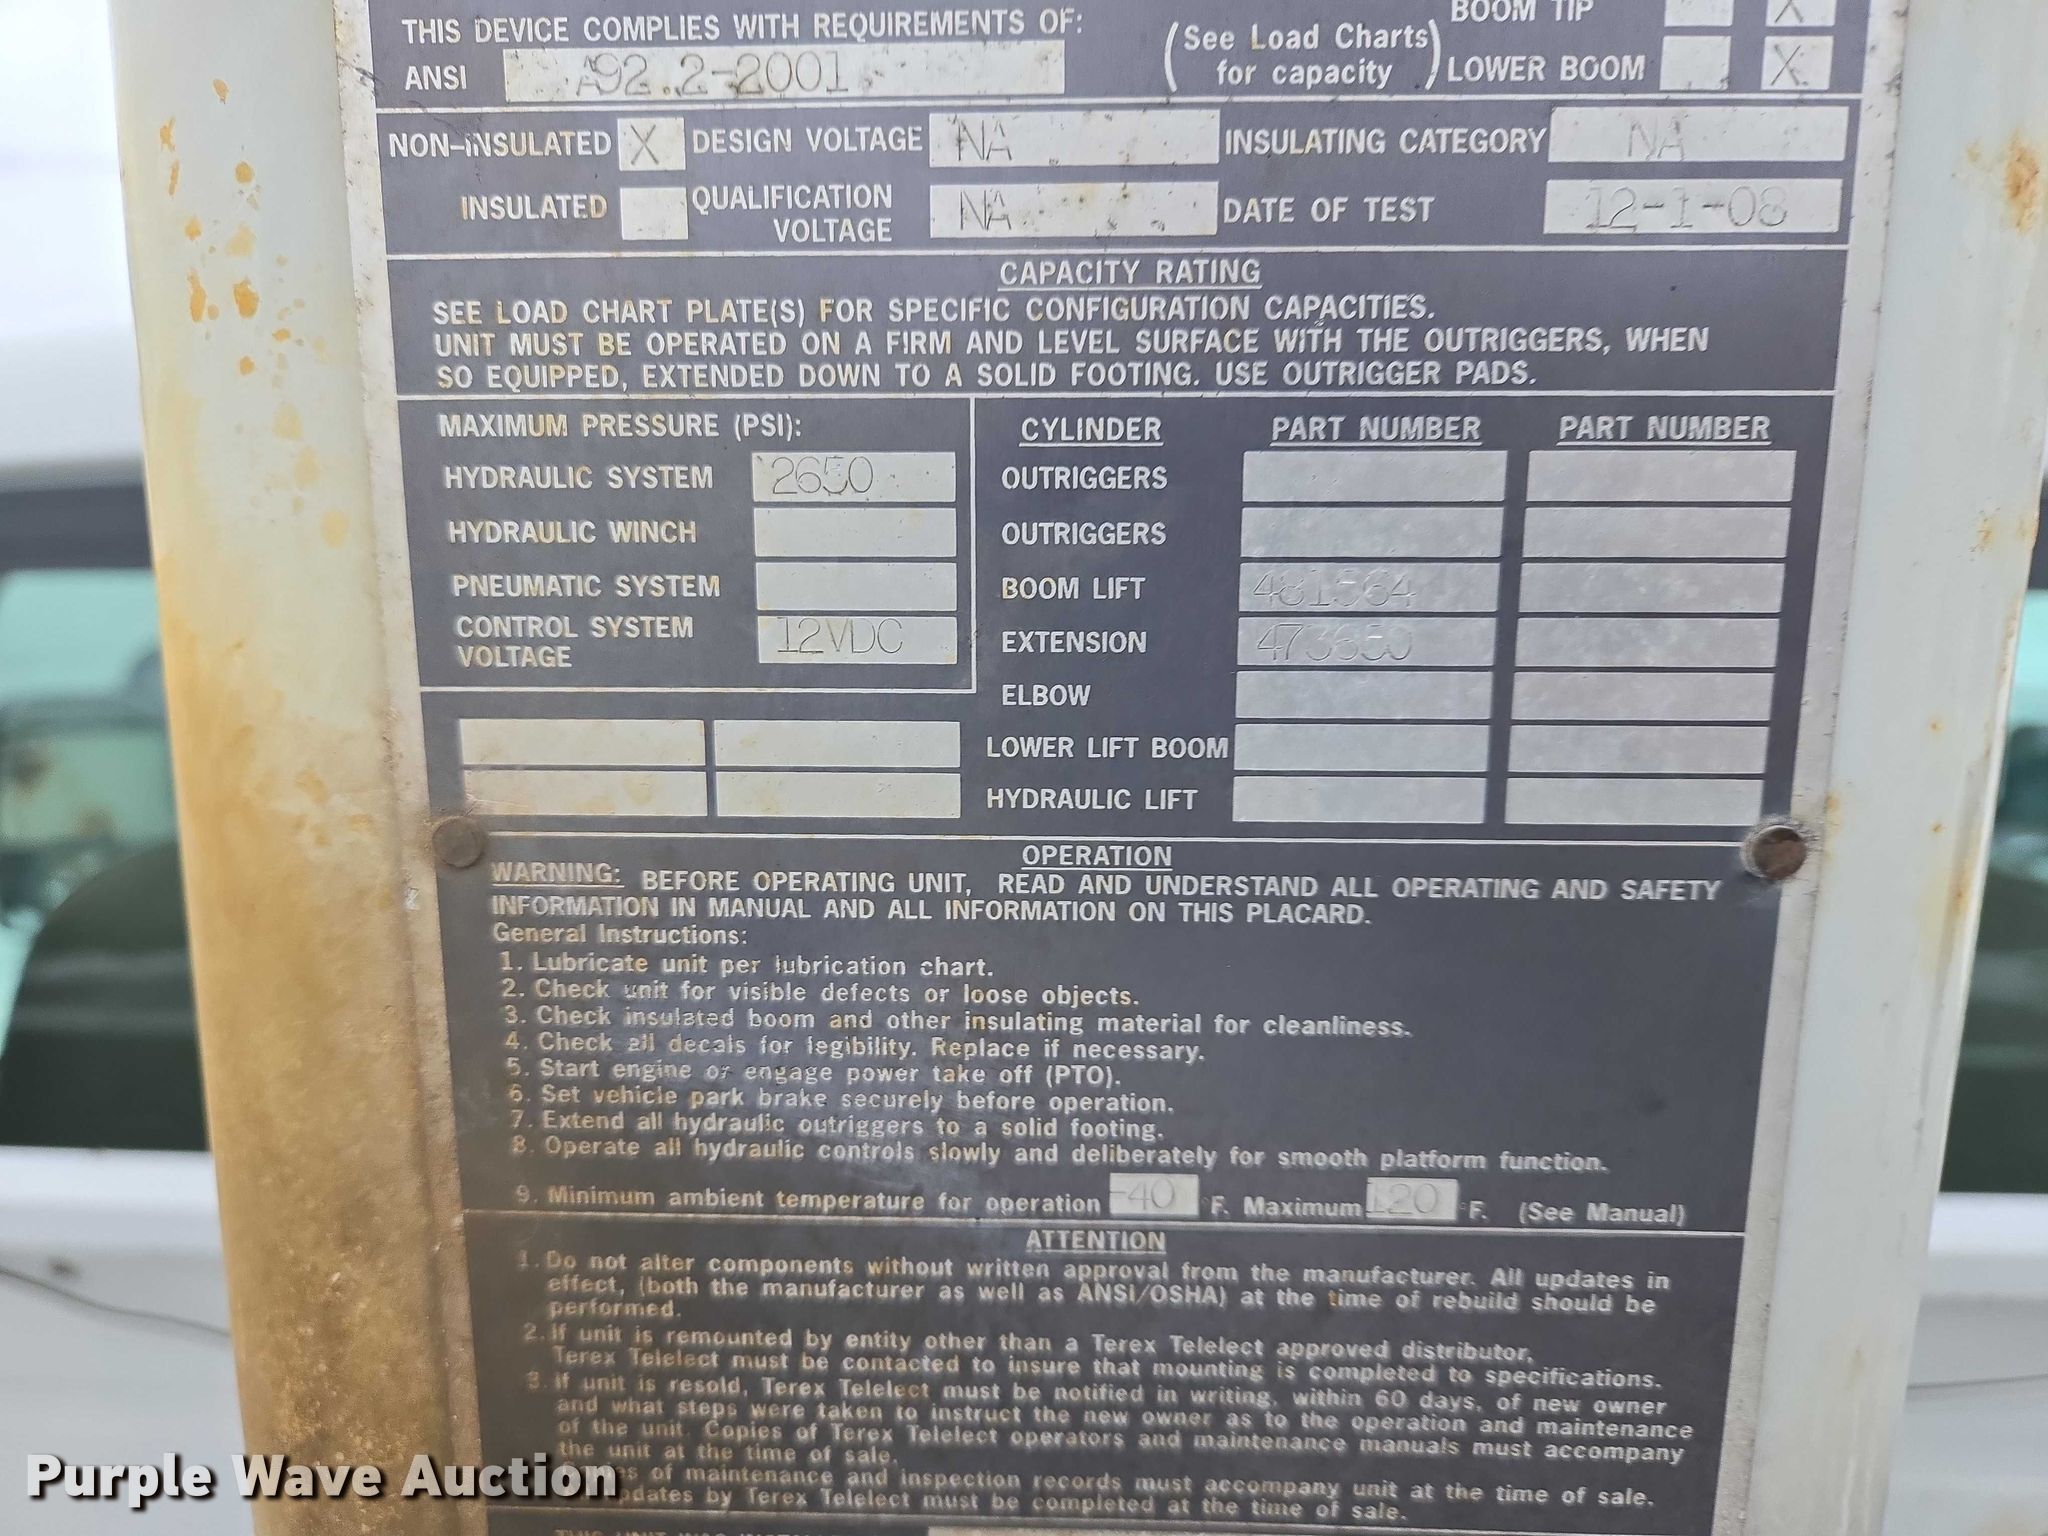 BOOM TIP X
THIS DEVICE COMPLIES WITH REQUIREMENTS OF:
ANSI A92.2-2001
(See Load Charts
for capacity)
LOWER BOOM X
NON-INSULATED X DESIGN VOLTAGE NA INSULATING CATEGORY NA
INSULATED QUALIFICATION VOLTAGE NA DATE OF TEST 12-1-08
CAPACITY RATING
SEE LOAD CHART PLATE(S) FOR SPECIFIC CONFIGURATION CAPACITIES.
UNIT MUST BE OPERATED ON A FIRM AND LEVEL SURFACE WITH THE OUTRIGGERS, WHEN
SO EQUIPPED, EXTENDED DOWN TO A SOLID FOOTING. USE OUTRIGGER PADS.
MAXIMUM PRESSURE (PSI):
HYDRAULIC SYSTEM 2650
HYDRAULIC WINCH
PNEUMATIC SYSTEM
CONTROL SYSTEM
VOLTAGE 12VDC
CYLINDER PART NUMBER PART NUMBER
OUTRIGGERS
OUTRIGGERS
BOOM LIFT
EXTENSION
ELBOW
LOWER LIFT BOOM
HYDRAULIC LIFT
OPERATION
WARNING: BEFORE OPERATING UNIT, READ AND UNDERSTAND ALL OPERATING AND SAFETY
INFORMATION IN MANUAL AND ALL INFORMATION ON THIS PLACARD.
General Instructions:
1. Lubricate unit per lubrication chart.
2. Check unit for visible defects or loose objects.
3. Check insulated boom and other insulating material for cleanliness.
4. Check all decals for legibility. Replace if necessary.
5. Start engine or engage power take off (PTO).
6. Set vehicle park brake securely before operation.
7. Extend all hydraulic outriggers to a solid footing.
8. Operate all hydraulic controls slowly and deliberately for smooth platform function.
9. Minimum ambient temperature for operation -40 °F. Maximum 120 °F. (See Manual)
ATTENTION
1. Do not alter components without written approval from the manufacturer. All updates in
effect, (both the manufacturer as well as ANSI/OSHA) at the time of rebuild should be
performed.
2. If unit is remounted by entity other than a Terex Telelect approved distributor,
Terex Telelect must be contacted to insure that mounting is completed to specifications.
3. If unit is resold, Terex Telelect must be notified in writing, within 60 days, of new owner
and what steps were taken to instruct the new owner as to the operation and maintenance
of the unit. Copies of Terex Telelect operators and maintenance manuals must accompany
the unit at the time of sale.
of maintenance and inspection records must accompany unit at the time of sale.
by Terex Telelect must be completed at the time of sale.
Purple Wave Auction